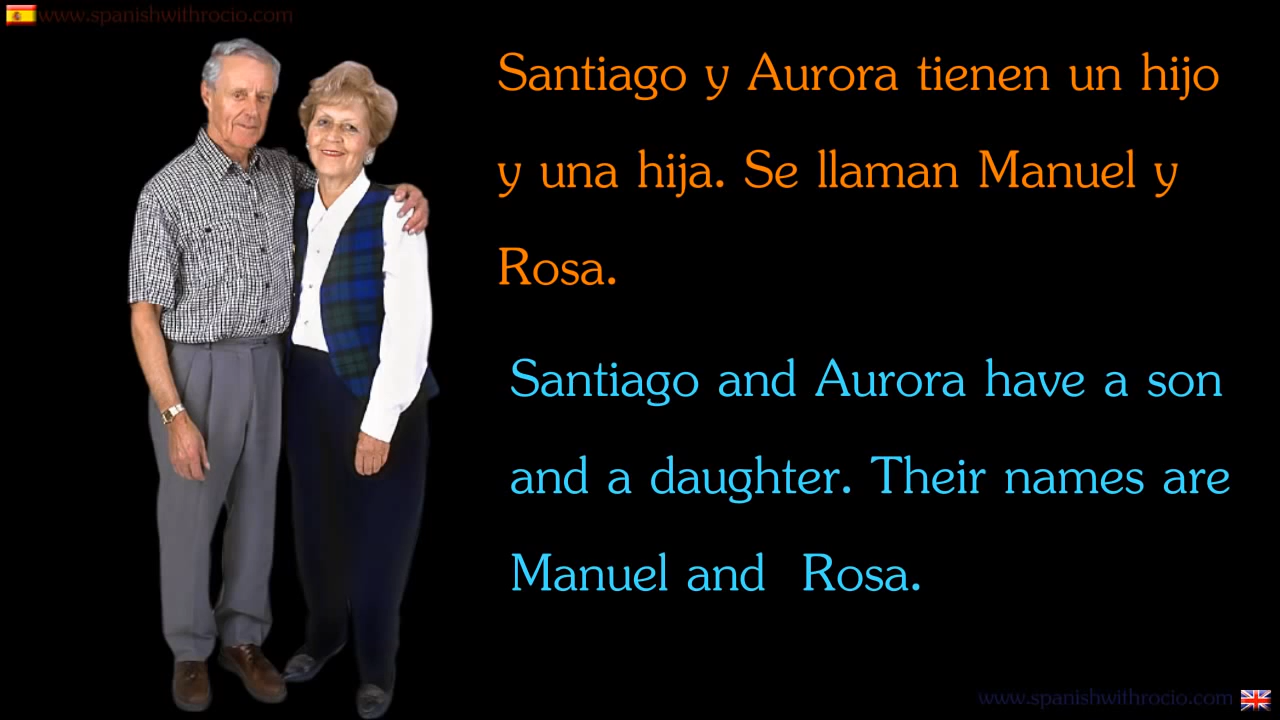 www.spanishwithrocio.com
Santiago y Aurora tienen un hijo
y una hija. Se llaman Manuel y
Rosa.
Santiago and Aurora have a son
and a daughter. Their names are
Manuel and Rosa.
www.spanishwithrocio.com